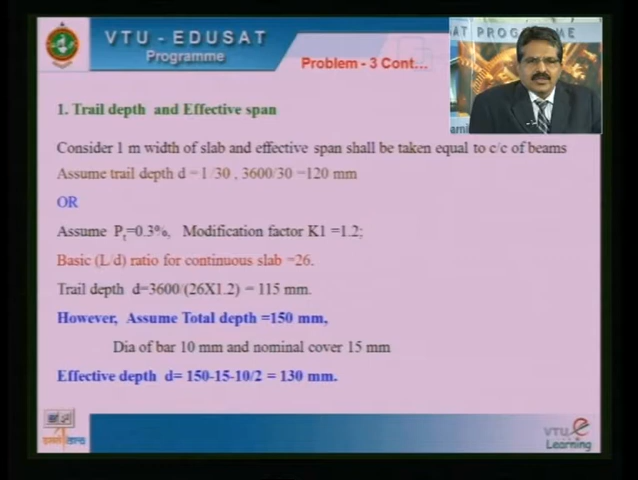 VTU - EDUSAT
Programme
Problem - 3 Cont...
AT PROGRAMME
1. Trail depth and Effective span
Consider 1 m width of slab and effective span shall be taken equal to c/c of beams
Assume trail depth d = l/30 , 3600/30 =120 mm
OR
Assume Pt=0.3%, Modification factor K1 =1.2;
Basic (L/d) ratio for continuous slab =26.
Trail depth d=3600/(26X1.2) = 115 mm.
However, Assume Total depth =150 mm,
Dia of bar 10 mm and nominal cover 15 mm
Effective depth d= 150-15-10/2 = 130 mm.
VTU e
Learning